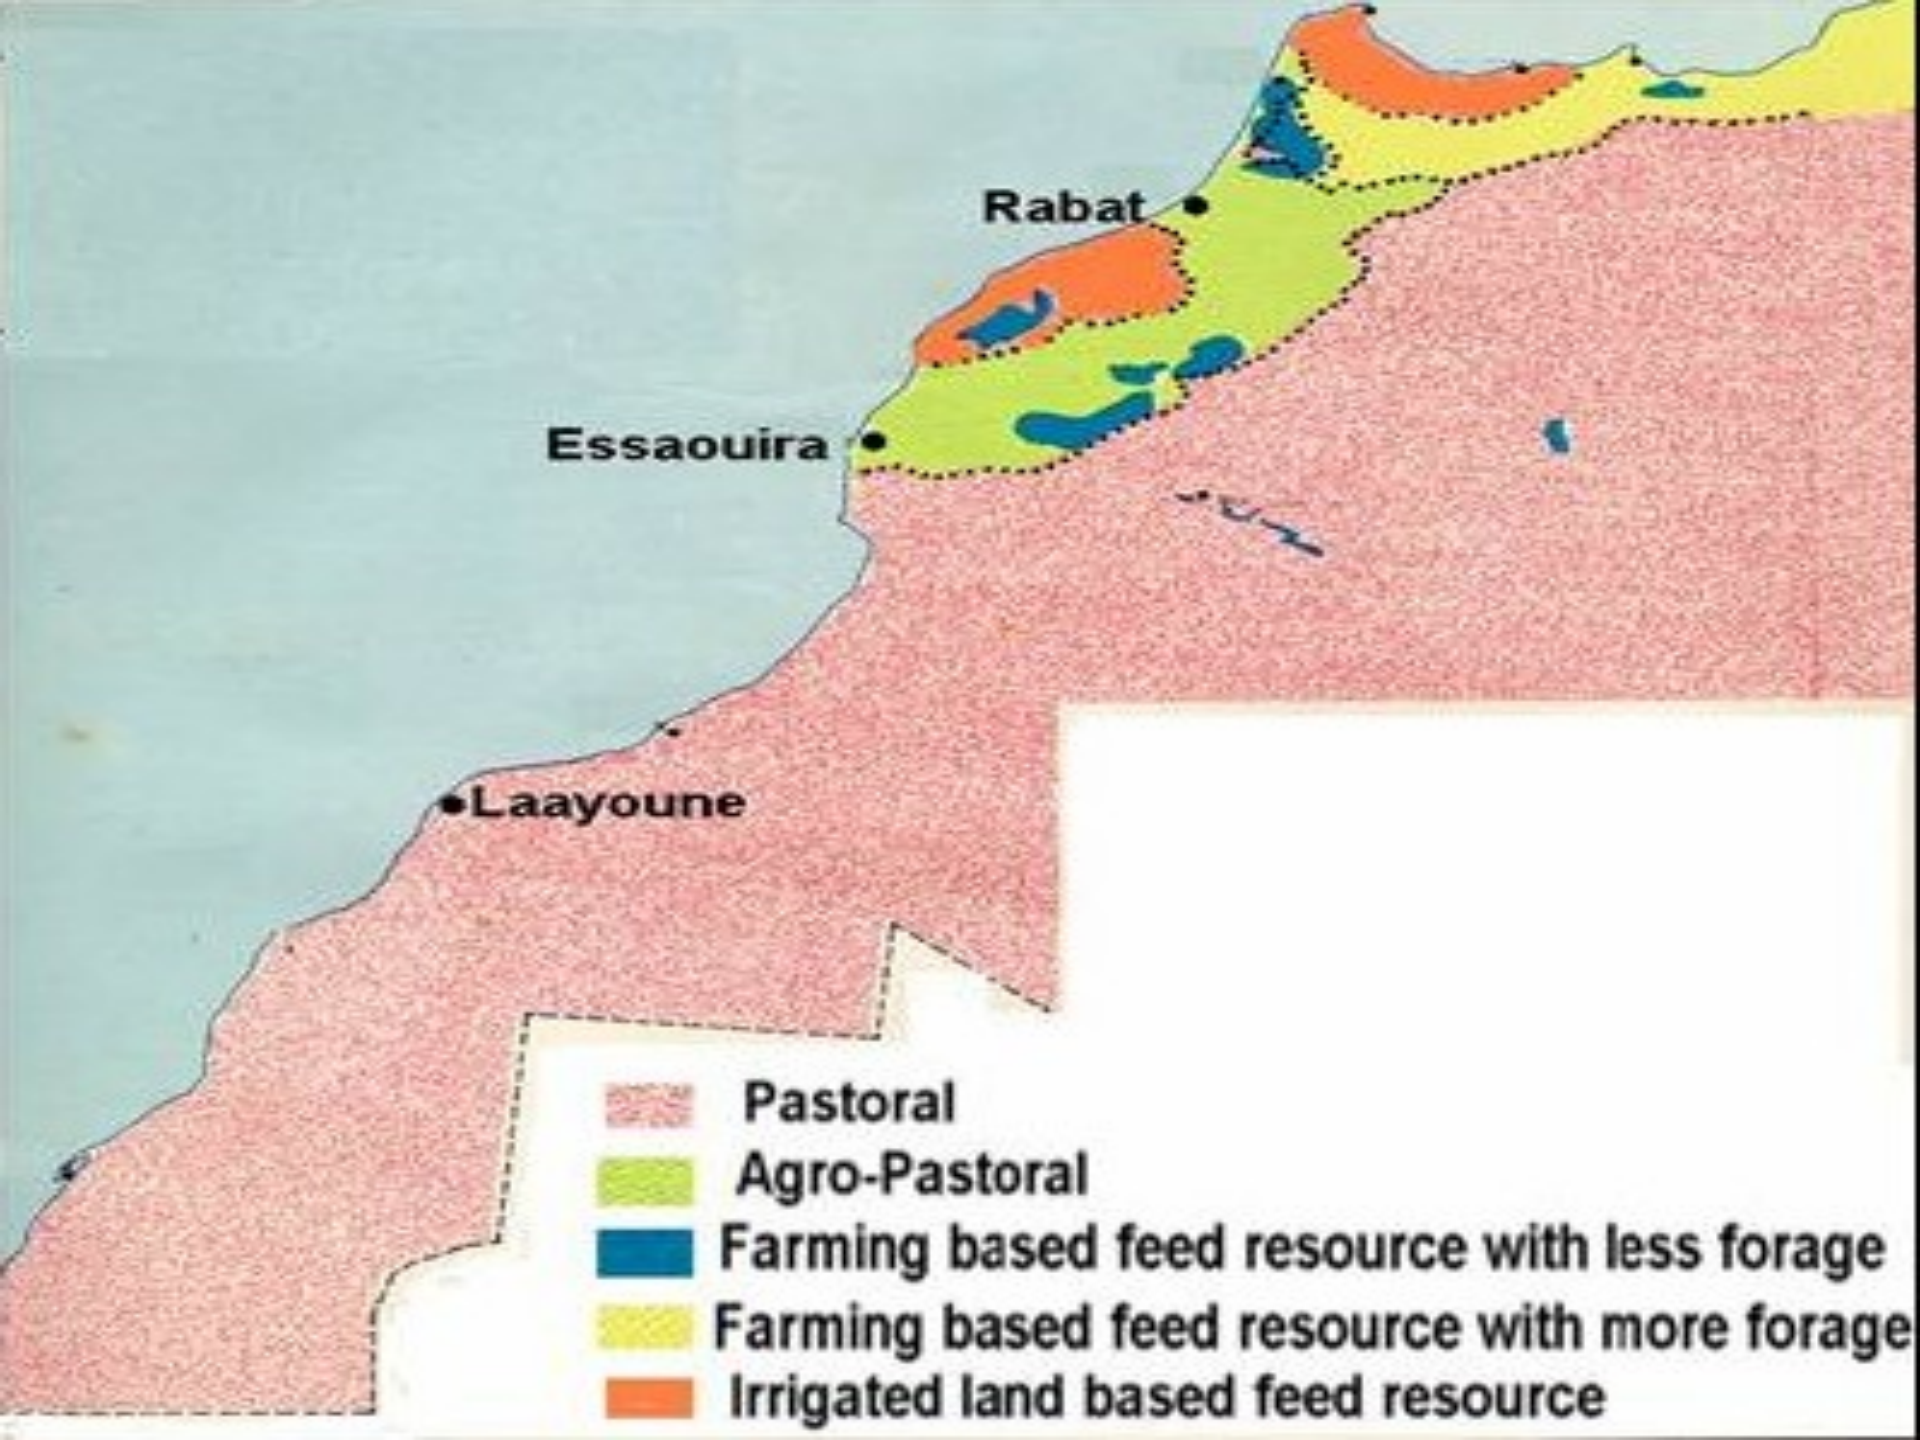 Rabat
Essaouira
Laayoune
Pastoral
Agro-Pastoral
Farming based feed resource with less forage
Farming based feed resource with more forage
Irrigated land based feed resource